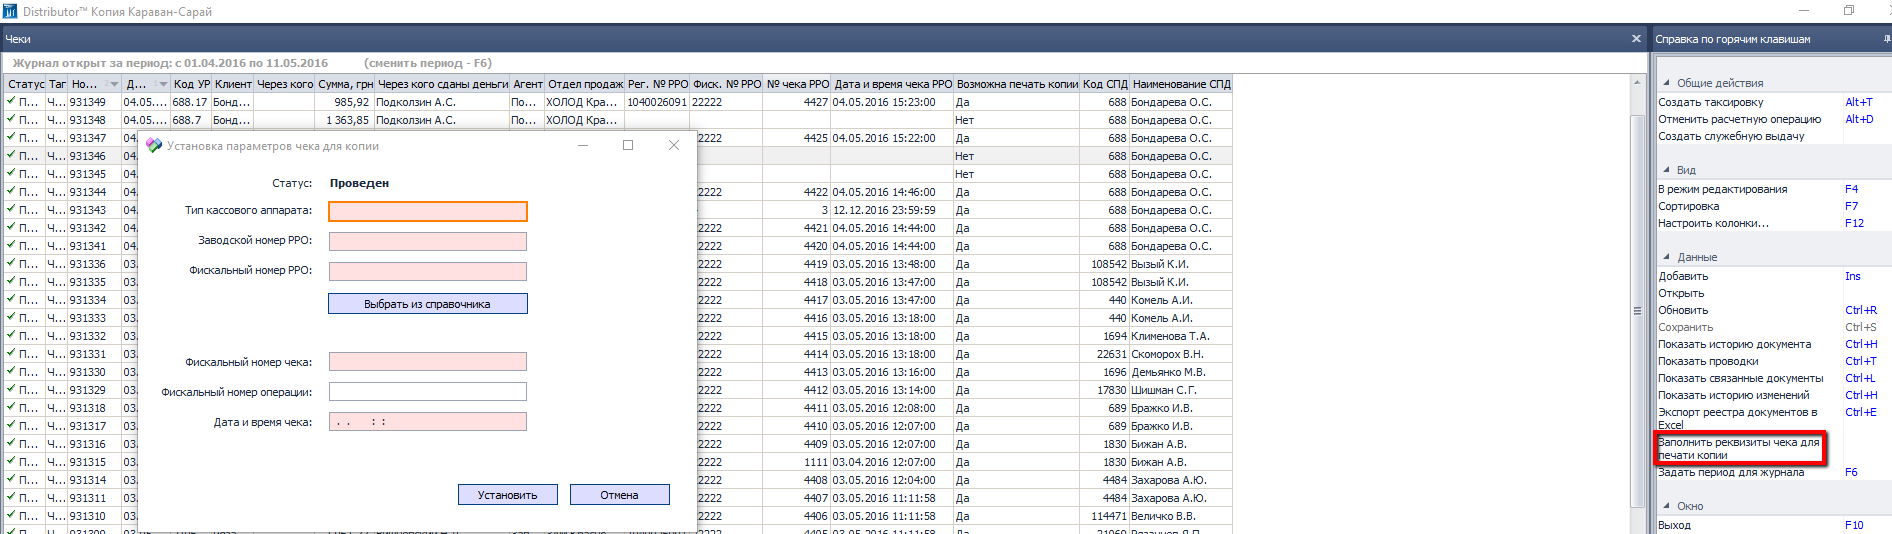 Distributor™ Копия Караван-Сарай
Чеки
Журнал открыт за период: с 01.04.2016 по 11.05.2016 (сменить период - F6)
Статус Таг Но... Д... Код УР Клиент Через кого Сумма, грн Через кого сданы деньги Агент Отдел продаж Рег. № РРО Фиск. № РРО № чека РРО Дата и время чека РРО Возможна печать копии Код СПД Наименование СПД
П... Ч... 931349 04.05.... 688.17 Бонд... 985,92 Подколзин А.С. По... ХОЛОД Кра... 1040026091 22222 4427 04.05.2016 15:23:00 Да 688 Бондарева О.С.
П... Ч... 931348 04.05.... 688.7 Бонд... 1 363,85 Подколзин А.С. По... ХОЛОД Кра... Нет 688 Бондарева О.С.
П... Ч... 931347 04. 2222 4425 04.05.2016 15:22:00 Да 688 Бондарева О.С.
П... Ч... 931346 04. Нет 688 Бондарева О.С.
П... Ч... 931345 04. Нет 688 Бондарева О.С.
П... Ч... 931344 04. 2222 4422 04.05.2016 14:46:00 Да 688 Бондарева О.С.
П... Ч... 931343 04. 3 12.12.2016 23:59:59 Да 688 Бондарева О.С.
П... Ч... 931342 04. 2222 4421 04.05.2016 14:44:00 Да 688 Бондарева О.С.
П... Ч... 931341 04. 2222 4420 04.05.2016 14:44:00 Да 688 Бондарева О.С.
П... Ч... 931336 03. 2222 4419 03.05.2016 13:48:00 Да 108542 Вызый К.И.
П... Ч... 931335 03. 2222 4418 03.05.2016 13:47:00 Да 108542 Вызый К.И.
П... Ч... 931334 03. 2222 4417 03.05.2016 13:47:00 Да 440 Комель А.И.
П... Ч... 931333 03. 2222 4416 03.05.2016 13:18:00 Да 440 Комель А.И.
П... Ч... 931332 03. 2222 4415 03.05.2016 13:18:00 Да 1694 Клименова Т.А.
П... Ч... 931331 03. 2222 4414 03.05.2016 13:18:00 Да 22631 Скоморох В.Н.
П... Ч... 931330 03. 2222 4413 03.05.2016 13:16:00 Да 1696 Демьянко М.В.
П... Ч... 931329 03. 2222 4412 03.05.2016 13:14:00 Да 17830 Шишман С.Г.
П... Ч... 931318 03. 2222 4411 03.05.2016 12:08:00 Да 689 Бражко И.В.
П... Ч... 931317 03. 2222 4410 03.05.2016 12:07:00 Да 689 Бражко И.В.
П... Ч... 931316 03. 2222 4409 03.05.2016 12:07:00 Да 1830 Бижан А.В.
П... Ч... 931315 03. 2222 1111 03.04.2016 12:07:00 Да 1830 Бижан А.В.
П... Ч... 931314 03. 2222 4408 03.05.2016 12:04:00 Да 4484 Захарова А.Ю.
П... Ч... 931311 03. 2222 4407 03.05.2016 11:11:58 Да 4484 Захарова А.Ю.
П... Ч... 931310 03. 2222 4406 03.05.2016 11:11:58 Да 114471 Величко В.В.
Установка параметров чека для копии
Статус: Проведен
Тип кассового аппарата:
Заводской номер РРО:
Фискальный номер РРО:
Выбрать из справочника
Фискальный номер чека:
Фискальный номер операции:
Дата и время чека: . . : :
Установить Отмена
Справка по горячим клавишам
Общие действия
Создать таксировку Alt+T
Отменить расчетную операцию Alt+D
Создать служебную выдачу
Вид
В режим редактирования F4
Сортировка F7
Настроить колонки... F12
Данные
Добавить Ins
Открыть
Обновить Ctrl+R
Сохранить Ctrl+S
Показать историю документа Ctrl+H
Показать проводки Ctrl+T
Показать связанные документы Ctrl+L
Показать историю изменений Ctrl+H
Экспорт реестра документов в Ctrl+E
Excel
Заполнить реквизиты чека для
печати копии
Задать период для журнала F6
Окно
Выход F10